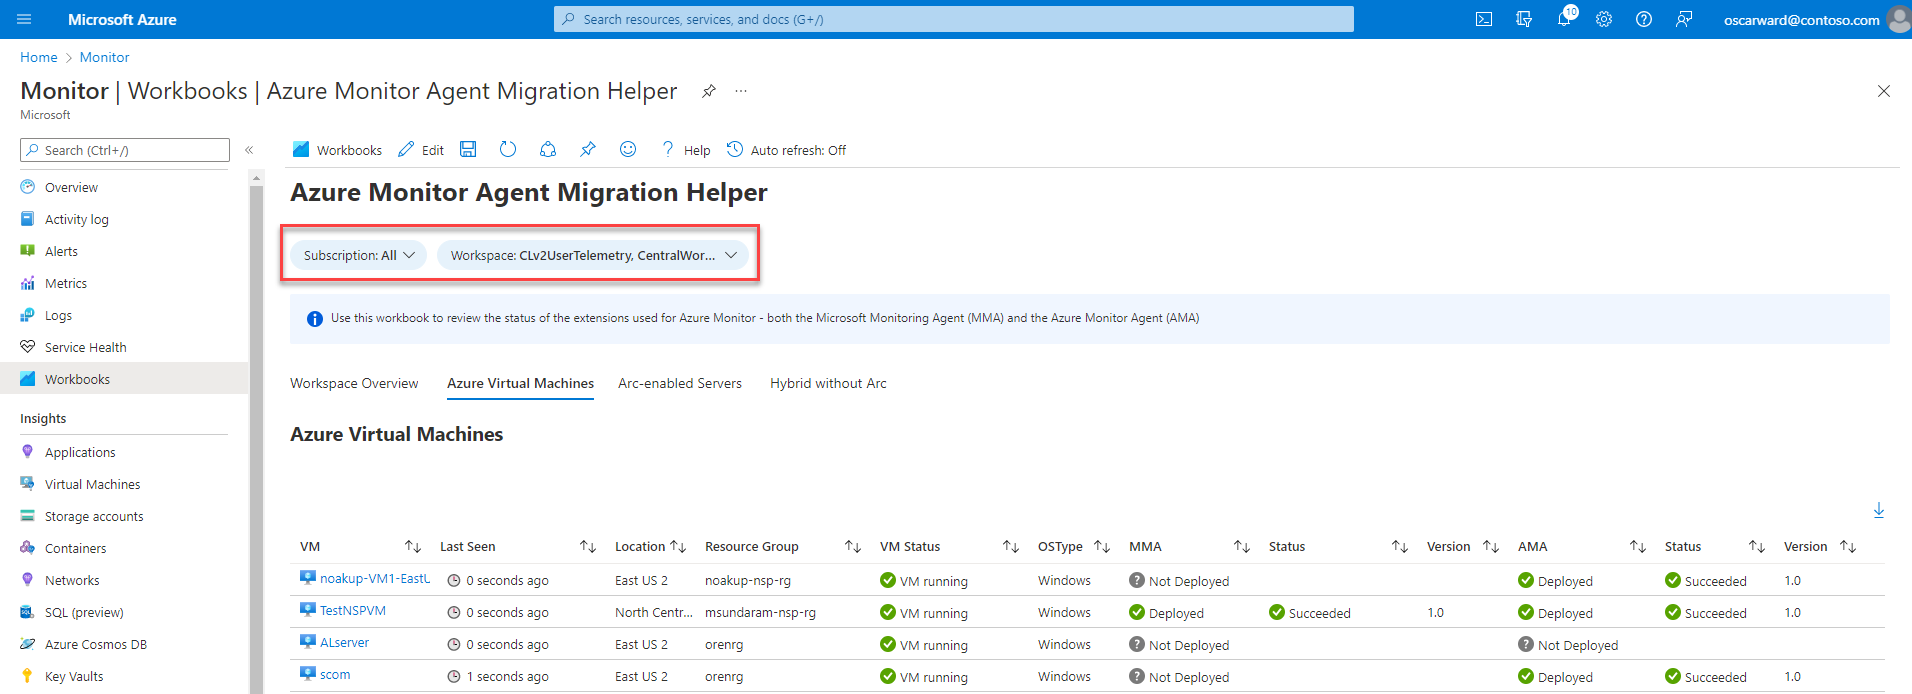 Microsoft Azure
Search resources, services, and docs (G+/)
10
oscarward@contoso.com
Home > Monitor
Monitor | Workbooks | Azure Monitor Agent Migration Helper ...
Microsoft
Search (Ctrl+/)
«
Workbooks Edit ? Help Auto refresh: Off
Overview
Activity log
Alerts
Metrics
Logs
Service Health
Workbooks
Insights
Applications
Virtual Machines
Storage accounts
Containers
Networks
SQL (preview)
Azure Cosmos DB
Key Vaults
Azure Monitor Agent Migration Helper
Subscription: All Workspace: CLv2UserTelemetry, CentralWor...
Use this workbook to review the status of the extensions used for Azure Monitor - both the Microsoft Monitoring Agent (MMA) and the Azure Monitor Agent (AMA)
Workspace Overview Azure Virtual Machines Arc-enabled Servers Hybrid without Arc
Azure Virtual Machines
VM ↑↓ Last Seen ↑↓ Location ↑↓ Resource Group ↑↓ VM Status ↑↓ OSType ↑↓ MMA ↑↓ Status ↑↓ Version ↑↓ AMA ↑↓ Status ↑↓ Version ↑↓
noakup-VM1-EastU 0 seconds ago East US 2 noakup-nsp-rg VM running Windows Not Deployed Deployed Succeeded 1.0
TestNSPVM 0 seconds ago North Centr... msundaram-nsp-rg VM running Windows Deployed Succeeded 1.0 Deployed Succeeded 1.0
ALserver 0 seconds ago East US 2 orenrg VM running Windows Not Deployed Not Deployed
scom 1 seconds ago East US 2 orenrg VM running Windows Not Deployed Deployed Succeeded 1.0